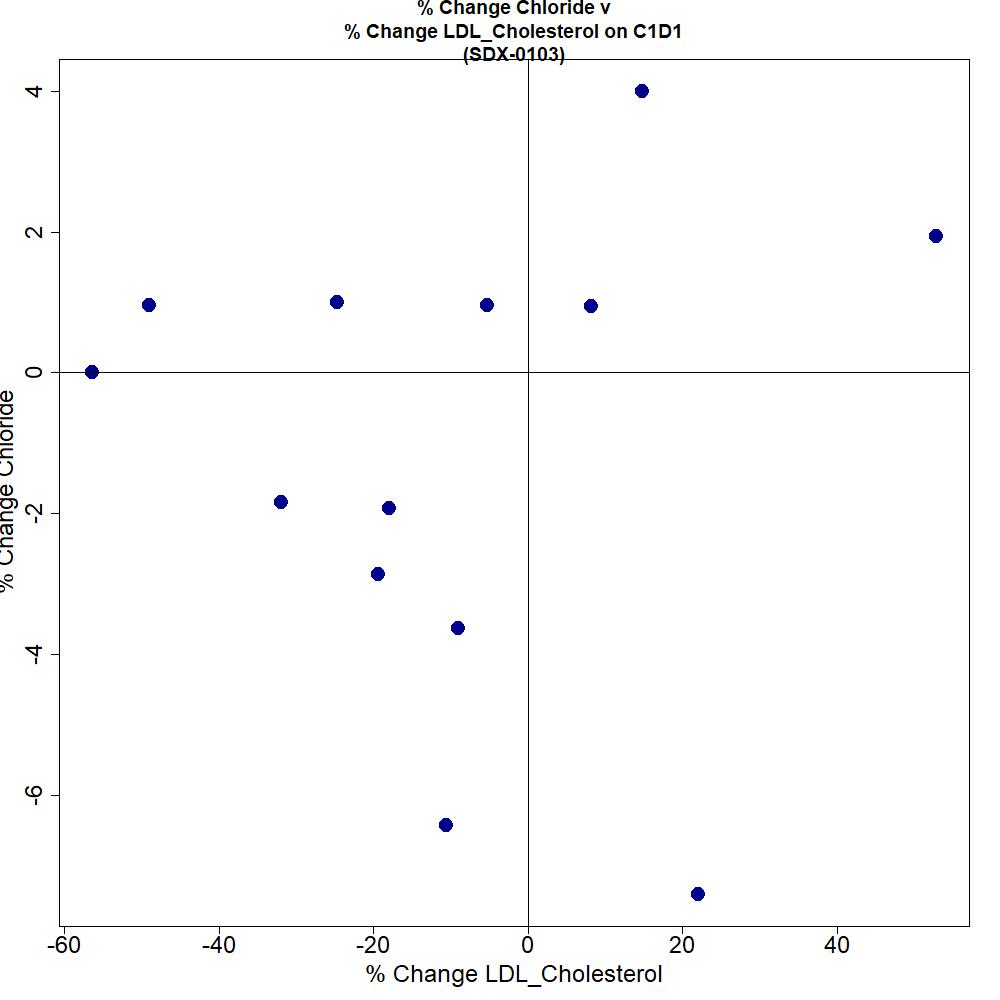 % Change Chloride v
% Change LDL_Cholesterol on C1D1
(SDX-0103)
4
2
0
-2
-4
-6
% Change Chloride
-60
-40
-20
0
20
40
% Change LDL_Cholesterol